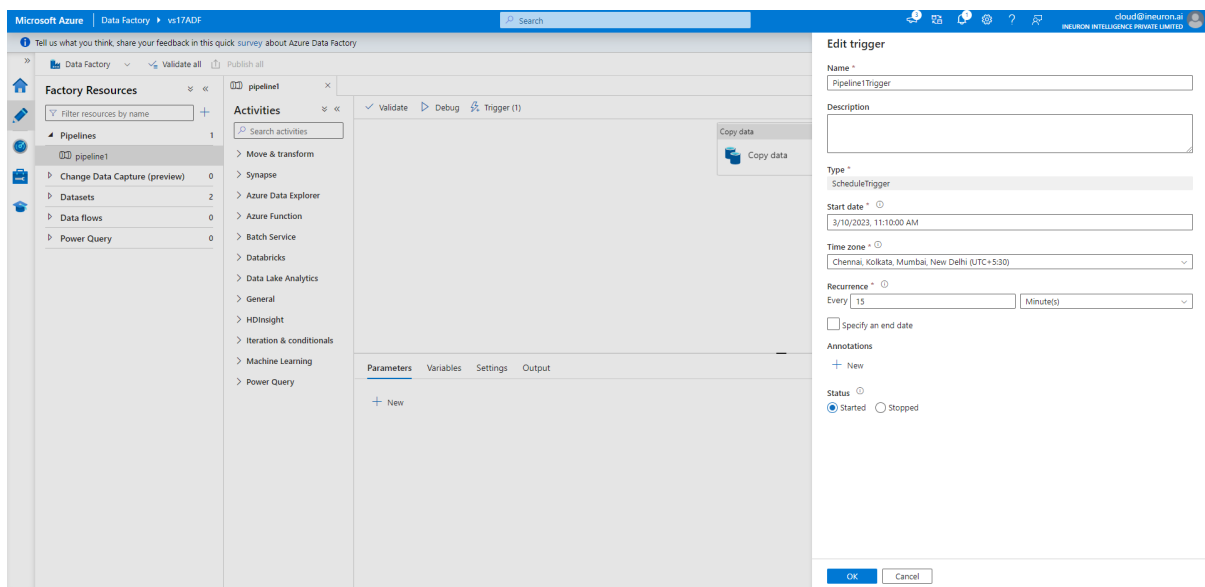 Microsoft Azure | Data Factory ▸ vs17ADF
Search
3
1
cloud@ineuron.ai
INEURON INTELLIGENCE PRIVATE LIMITED
Tell us what you think, share your feedback in this quick survey about Azure Data Factory
Data Factory
Validate all
Publish all
Factory Resources
Filter resources by name
Pipelines 1
pipeline1
Change Data Capture (preview) 0
Datasets 2
Data flows 0
Power Query 0
pipeline1
Activities
Search activities
Move & transform
Synapse
Azure Data Explorer
Azure Function
Batch Service
Databricks
Data Lake Analytics
General
HDInsight
Iteration & conditionals
Machine Learning
Power Query
Validate Debug Trigger (1)
Copy data
Copy data
Parameters Variables Settings Output
New
Edit trigger
Name *
Pipeline1Trigger
Description
Type *
ScheduleTrigger
Start date *
3/10/2023, 11:10:00 AM
Time zone *
Chennai, Kolkata, Mumbai, New Delhi (UTC+5:30)
Recurrence *
Every 15 Minute(s)
Specify an end date
Annotations
New
Status
Started Stopped
OK Cancel